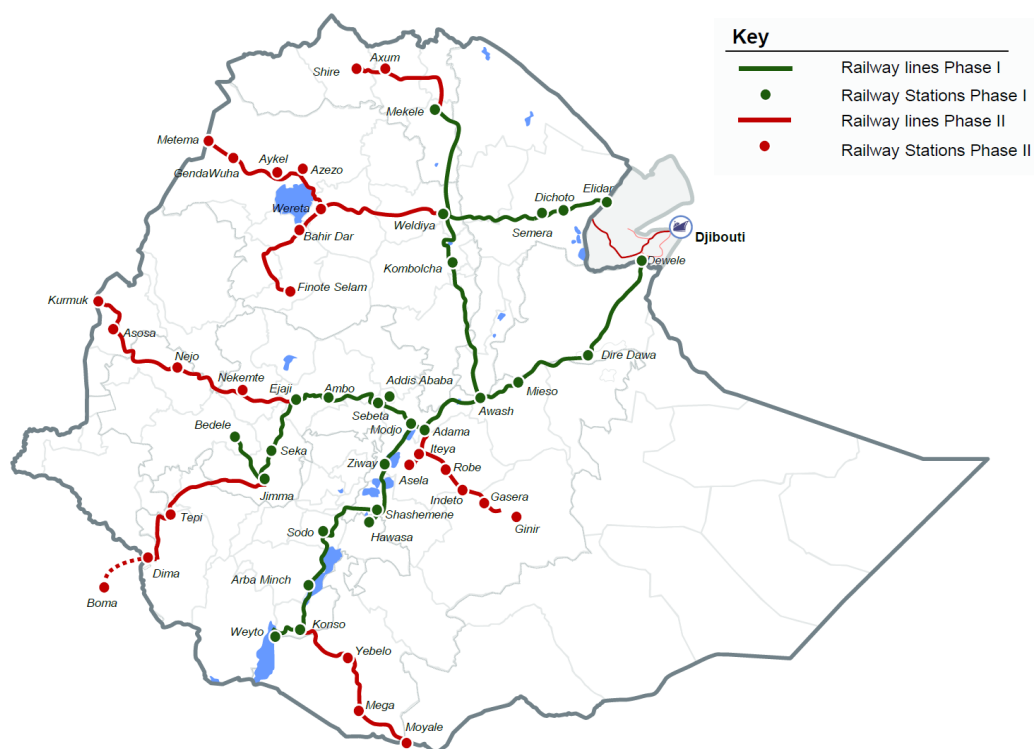 Key
Railway lines Phase I
Railway Stations Phase I
Railway lines Phase II
Railway Stations Phase II
Axum
Shire
Mekele
Metema
Aykel
Azezo
GendaWuha
Wereta
Bahir Dar
Finote Selam
Weldiya
Kombolcha
Dichoto
Elidar
Semera
Djibouti
Dewele
Kurmuk
Asosa
Nejo
Nekemte
Ejaji
Ambo
Addis Ababa
Sebeta
Modjo
Adama
Awash
Mieso
Dire Dawa
Bedele
Seka
Jimma
Ziway
Iteya
Asela
Robe
Indeto
Gasera
Ginir
Shashemene
Hawasa
Sodo
Tepi
Dima
Boma
Arba Minch
Weyto
Konso
Yebelo
Mega
Moyale